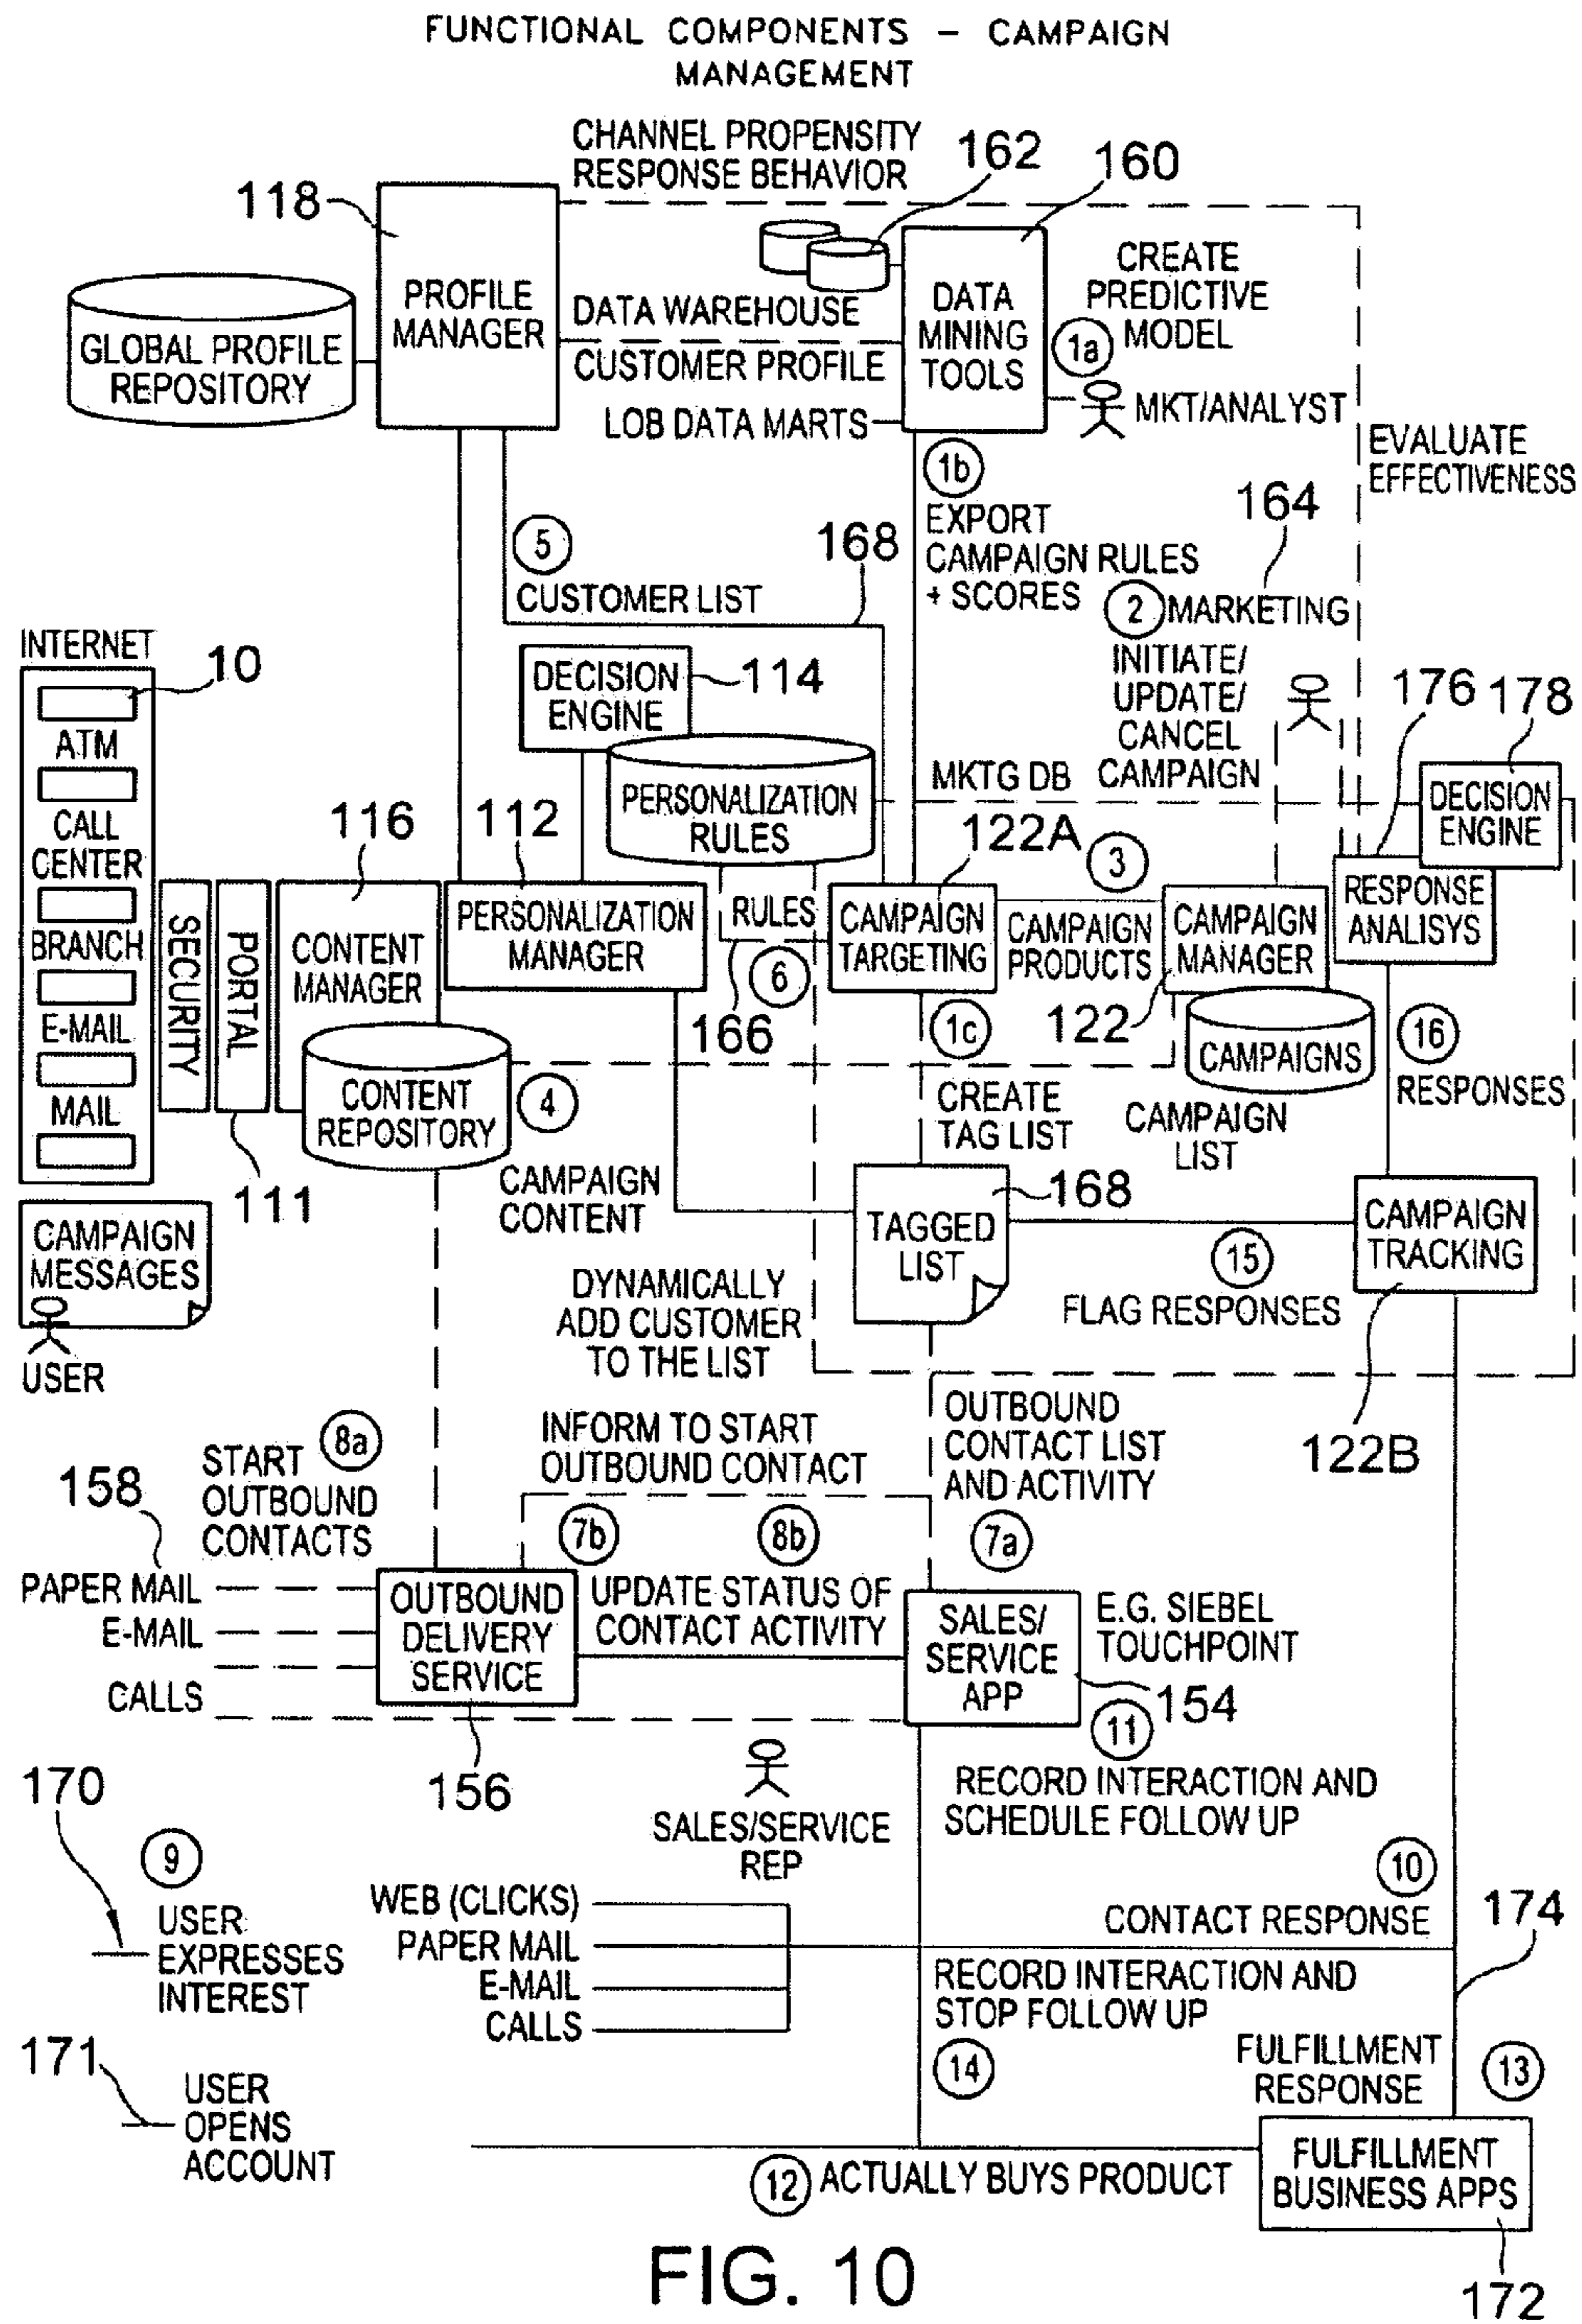 FUNCTIONAL COMPONENTS – CAMPAIGN
MANAGEMENT
CHANNEL PROPENSITY
RESPONSE BEHAVIOR
162
160
118
PROFILE
MANAGER
GLOBAL PROFILE
REPOSITORY
DATA WAREHOUSE
CUSTOMER PROFILE
LOB DATA MARTS
DATA
MINING
TOOLS
CREATE
PREDICTIVE
MODEL
1a
MKT/ANALYST
EVALUATE
EFFECTIVENESS
1b
EXPORT
CAMPAIGN RULES
+ SCORES
164
2
MARKETING
INITIATE/
UPDATE/
CANCEL
CAMPAIGN
5
CUSTOMER LIST
168
INTERNET
10
ATM
CALL
CENTER
BRANCH
E-MAIL
MAIL
DECISION
ENGINE
114
PERSONALIZATION
RULES
MKTG DB
176
178
DECISION
ENGINE
116
112
122A
3
SECURITY
PORTAL
CONTENT
MANAGER
PERSONALIZATION
MANAGER
RULES
6
166
CAMPAIGN
TARGETING
CAMPAIGN
PRODUCTS
CAMPAIGN
MANAGER
RESPONSE
ANALISYS
122
1c
CAMPAIGNS
16
RESPONSES
CONTENT
REPOSITORY
4
CREATE
TAG LIST
CAMPAIGN
LIST
111
CAMPAIGN
CONTENT
CAMPAIGN
MESSAGES
USER
168
TAGGED
LIST
15
FLAG RESPONSES
CAMPAIGN
TRACKING
122B
DYNAMICALLY
ADD CUSTOMER
TO THE LIST
OUTBOUND
CONTACT LIST
AND ACTIVITY
7a
8a
START
OUTBOUND
CONTACTS
158
INFORM TO START
OUTBOUND CONTACT
7b
8b
PAPER MAIL
E-MAIL
CALLS
OUTBOUND
DELIVERY
SERVICE
156
UPDATE STATUS OF
CONTACT ACTIVITY
SALES/
SERVICE
APP
E.G. SIEBEL
TOUCHPOINT
154
11
RECORD INTERACTION AND
SCHEDULE FOLLOW UP
SALES/SERVICE
REP
170
9
USER
EXPRESSES
INTEREST
WEB (CLICKS)
PAPER MAIL
E-MAIL
CALLS
10
CONTACT RESPONSE
174
RECORD INTERACTION AND
STOP FOLLOW UP
14
FULFILLMENT
RESPONSE
13
171
USER
OPENS
ACCOUNT
12
ACTUALLY BUYS PRODUCT
FULFILLMENT
BUSINESS APPS
172
FIG. 10